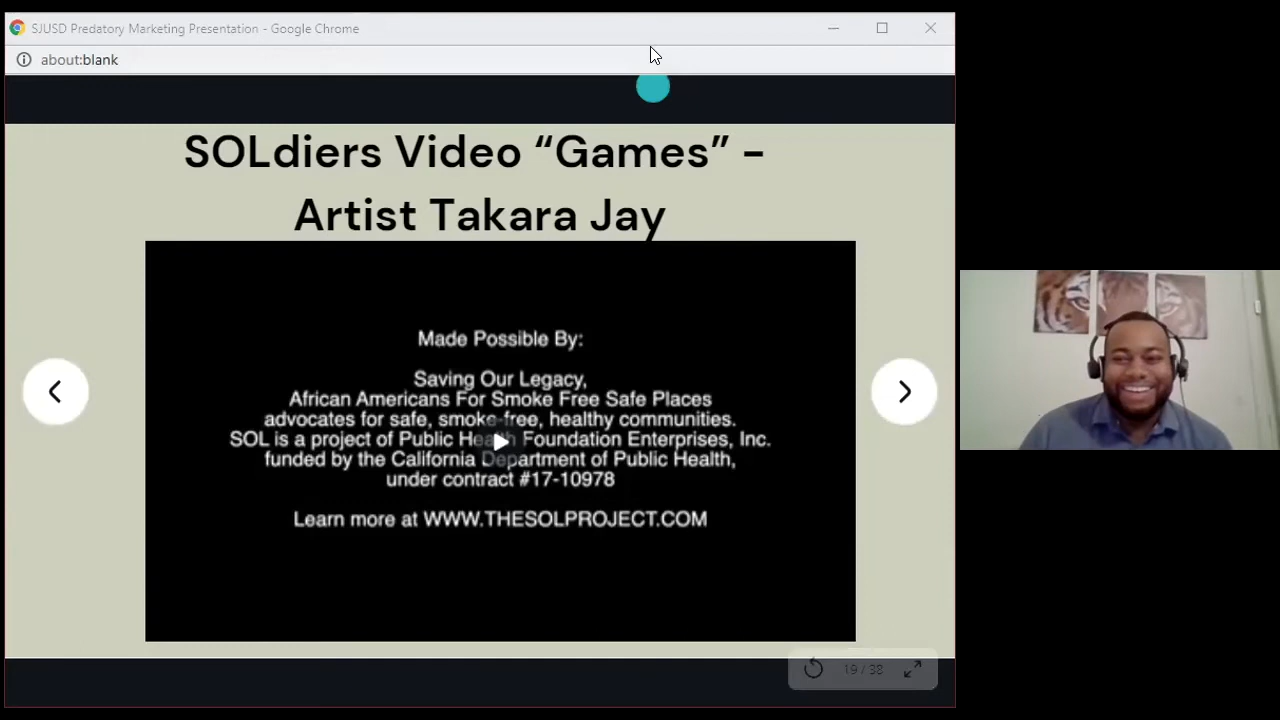 SJUSD Predatory Marketing Presentation - Google Chrome
about:blank
SOLdiers Video “Games” -
Artist Takara Jay
Made Possible By:
Saving Our Legacy,
African Americans For Smoke Free Safe Places
advocates for safe, smoke-free, healthy communities.
SOL is a project of Public Health Foundation Enterprises, Inc.
funded by the California Department of Public Health,
under contract #17-10978
Learn more at WWW.THESOLPROJECT.COM
19 / 38